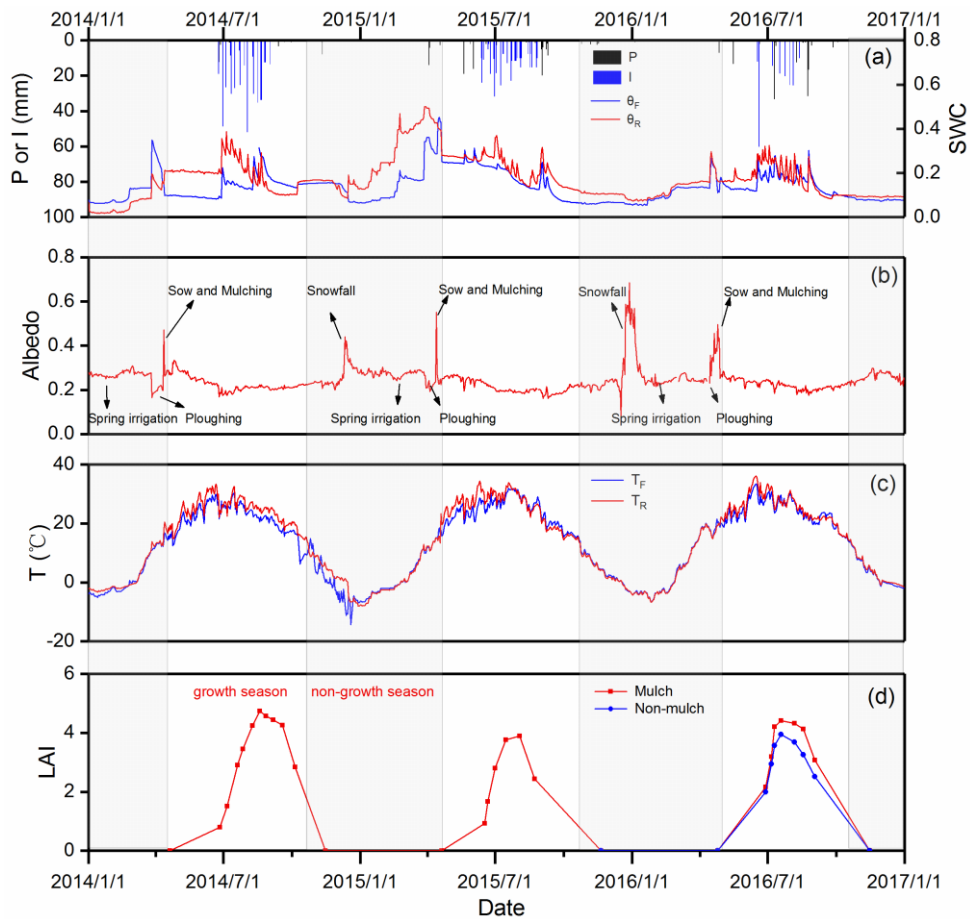 2014/1/1 2014/7/1 2015/1/1 2015/7/1 2016/1/1 2016/7/1 2017/1/1
P or I (mm)
0
20
40
60
80
100
(a)
P
I
θF
θR
0.8
0.6
0.4
0.2
0.0
SWC
Albedo
0.8
0.6
0.4
0.2
0.0
(b)
Sow and Mulching
Snowfall
Sow and Mulching
Snowfall
Sow and Mulching
Spring irrigation
Ploughing
Spring irrigation
Ploughing
Spring irrigation
Ploughing
T (℃)
40
20
0
-20
(c)
TF
TR
LAI
6
4
2
0
growth season
non-growth season
Mulch
Non-mulch
(d)
2014/1/1 2014/7/1 2015/1/1 2015/7/1 2016/1/1 2016/7/1 2017/1/1
Date